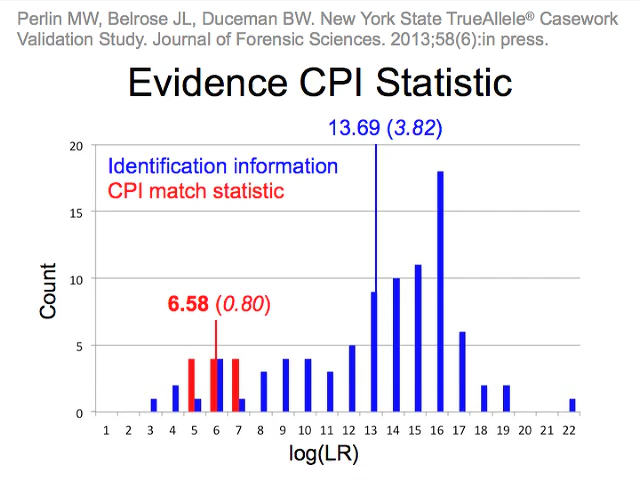 Perlin MW, Belrose JL, Duceman BW. New York State TrueAllele® Casework
Validation Study. Journal of Forensic Sciences. 2013;58(6):in press.
Evidence CPI Statistic
13.69 (3.82)
20
Identification information
CPI match statistic
15
10
Count
6.58 (0.80)
5
0
1 2 3 4 5 6 7 8 9 10 11 12 13 14 15 16 17 18 19 20 21 22
log(LR)